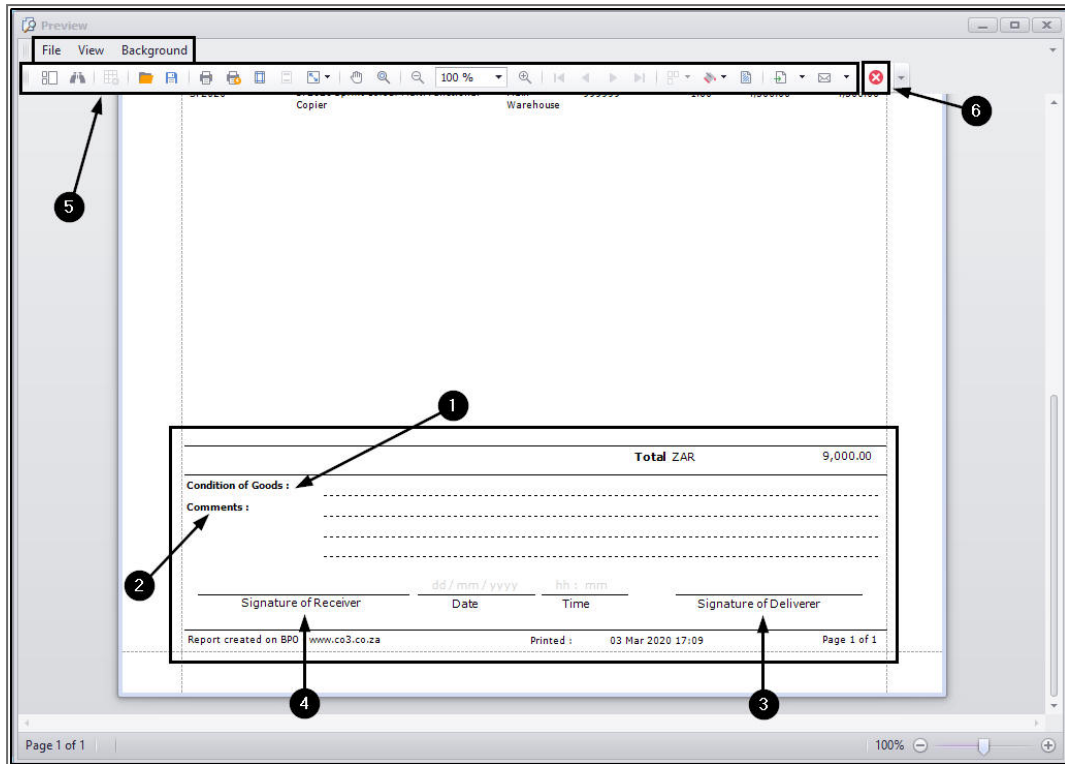 Preview
File View Background
100 %
6
Copier Warehouse
5
1
Total ZAR 9,000.00
Condition of Goods :
Comments :
2
dd / mm / yyyy hh : mm
Signature of Receiver Date Time Signature of Deliverer
Report created on BPO www.co3.co.za Printed : 03 Mar 2020 17:09 Page 1 of 1
4 3
Page 1 of 1 100%